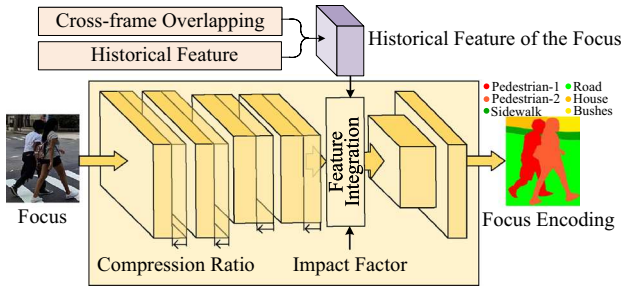 Cross-frame Overlapping
Historical Feature
Historical Feature of the Focus
Pedestrian-1
Road
Pedestrian-2
House
Sidewalk
Bushes
Feature
Integration
Focus
Focus Encoding
Compression Ratio
Impact Factor